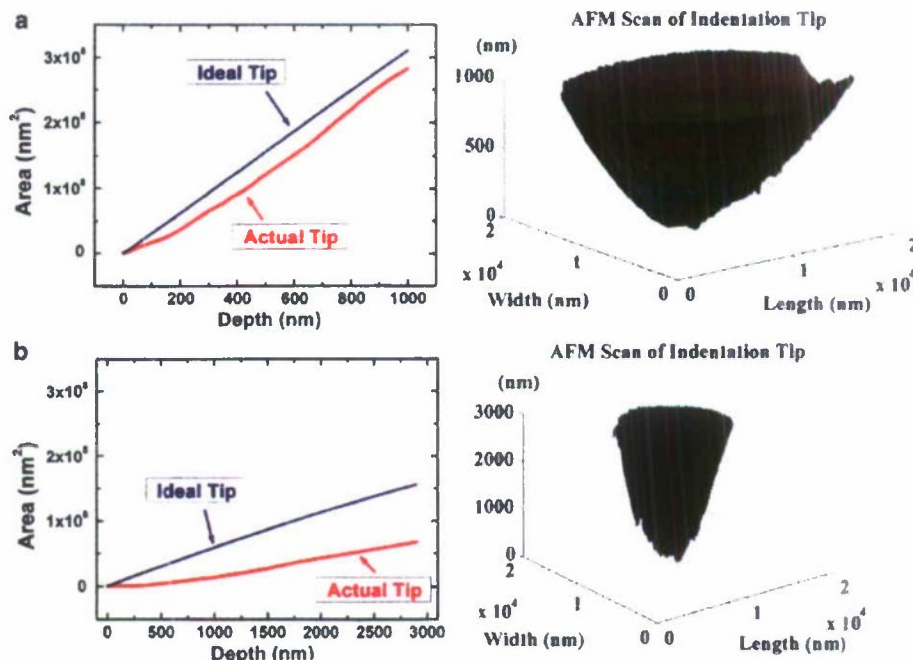 a
Area (nm²)
3x10⁸
2x10⁸
1x10⁸
0
Ideal Tip
Actual Tip
0 200 400 600 800 1000
Depth (nm)
AFM Scan of Indentation Tip
(nm)
1000
500
0
2
1
0
x 10⁴
Width (nm)
0
1
2
x 10⁴
Length (nm)
b
Area (nm²)
3x10⁸
2x10⁸
1x10⁸
0
Ideal Tip
Actual Tip
0 500 1000 1500 2000 2500 3000
Depth (nm)
AFM Scan of Indentation Tip
(nm)
3000
2000
1000
0
2
1
0
x 10⁴
Width (nm)
0
1
2
x 10⁴
Length (nm)